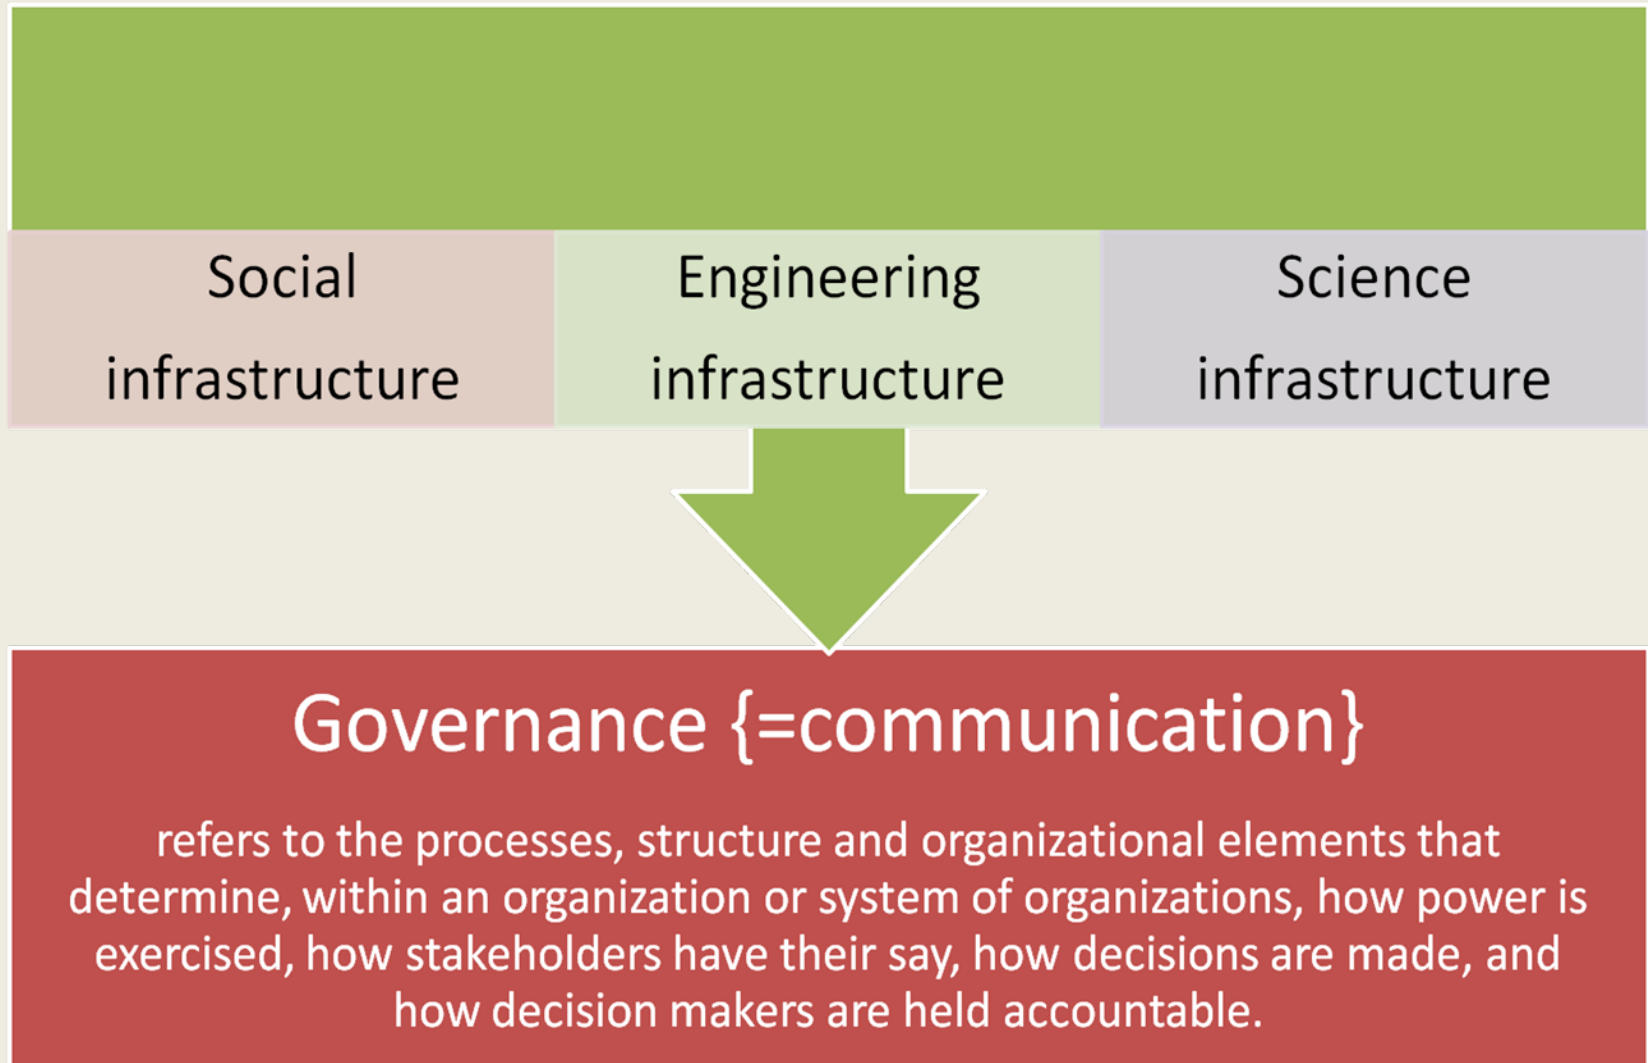 Social
infrastructure
Engineering
infrastructure
Science
infrastructure
Governance {=communication}
refers to the processes, structure and organizational elements that
determine, within an organization or system of organizations, how power is
exercised, how stakeholders have their say, how decisions are made, and
how decision makers are held accountable.